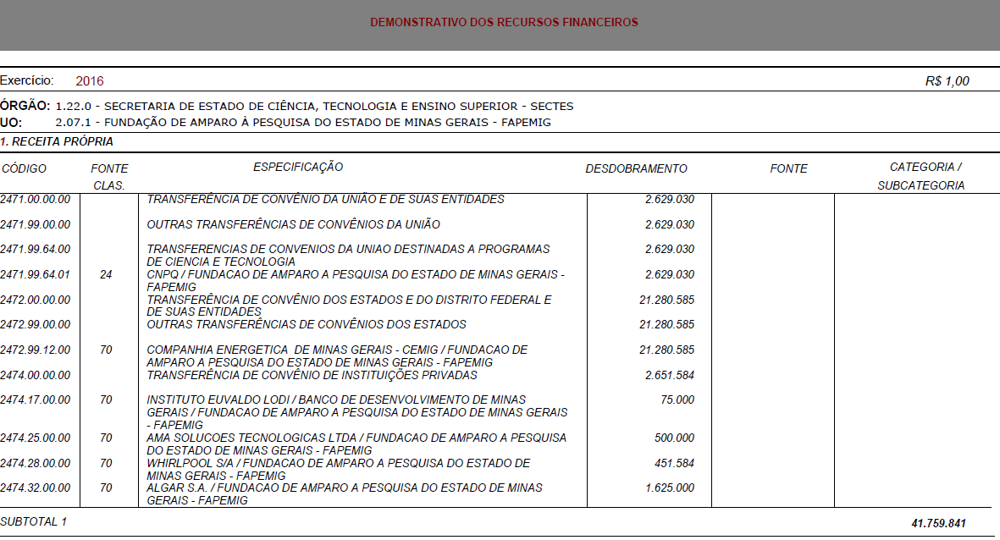 DEMONSTRATIVO DOS RECURSOS FINANCEIROS
Exercício: 2016 R$ 1,00
ÓRGÃO: 1.22.0 - SECRETARIA DE ESTADO DE CIÊNCIA, TECNOLOGIA E ENSINO SUPERIOR - SECTES
UO: 2.07.1 - FUNDAÇÃO DE AMPARO À PESQUISA DO ESTADO DE MINAS GERAIS - FAPEMIG
1. RECEITA PRÓPRIA
CÓDIGO FONTE ESPECIFICAÇÃO DESDOBRAMENTO FONTE CATEGORIA /
CLAS. SUBCATEGORIA
2471.00.00.00 TRANSFERÊNCIA DE CONVÊNIO DA UNIÃO E DE SUAS ENTIDADES 2.629.030
2471.99.00.00 OUTRAS TRANSFERÊNCIAS DE CONVÊNIOS DA UNIÃO 2.629.030
2471.99.64.00 TRANSFERENCIAS DE CONVENIOS DA UNIAO DESTINADAS A PROGRAMAS 2.629.030
DE CIENCIA E TECNOLOGIA
2471.99.64.01 24 CNPQ / FUNDACAO DE AMPARO A PESQUISA DO ESTADO DE MINAS GERAIS - 2.629.030
FAPEMIG
2472.00.00.00 TRANSFERÊNCIA DE CONVÊNIO DOS ESTADOS E DO DISTRITO FEDERAL E 21.280.585
DE SUAS ENTIDADES
2472.99.00.00 OUTRAS TRANSFERÊNCIAS DE CONVÊNIOS DOS ESTADOS 21.280.585
2472.99.12.00 70 COMPANHIA ENERGETICA DE MINAS GERAIS - CEMIG / FUNDACAO DE 21.280.585
AMPARO A PESQUISA DO ESTADO DE MINAS GERAIS - FAPEMIG
2474.00.00.00 TRANSFERÊNCIA DE CONVÊNIO DE INSTITUIÇÕES PRIVADAS 2.651.584
2474.17.00.00 70 INSTITUTO EUVALDO LODI / BANCO DE DESENVOLVIMENTO DE MINAS 75.000
GERAIS / FUNDACAO DE AMPARO A PESQUISA DO ESTADO DE MINAS GERAIS
- FAPEMIG
2474.25.00.00 70 AMA SOLUCOES TECNOLOGICAS LTDA / FUNDACAO DE AMPARO A PESQUISA 500.000
DO ESTADO DE MINAS GERAIS - FAPEMIG
2474.28.00.00 70 WHIRLPOOL S/A / FUNDACAO DE AMPARO A PESQUISA DO ESTADO DE 451.584
MINAS GERAIS - FAPEMIG
2474.32.00.00 70 ALGAR S.A. / FUNDACAO DE AMPARO A PESQUISA DO ESTADO DE MINAS 1.625.000
GERAIS - FAPEMIG
SUBTOTAL 1 41.759.841